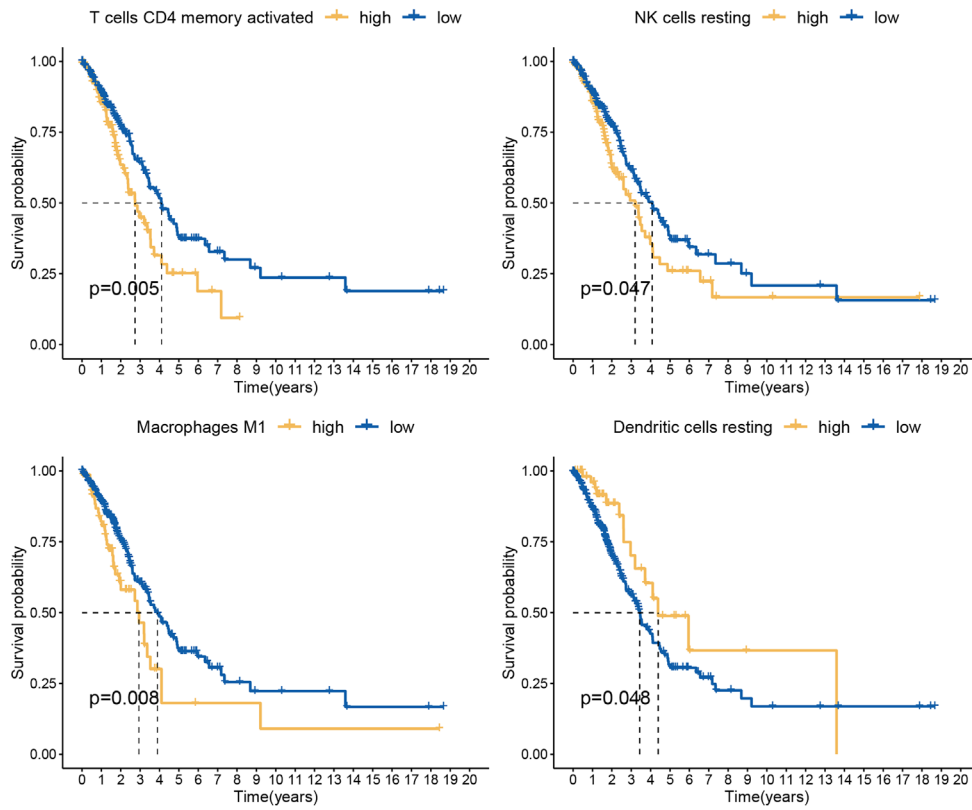 T cells CD4 memory activated high low
Survival probability
1.00
0.75
0.50
0.25
0.00
p=0.005
0 1 2 3 4 5 6 7 8 9 10 11 12 13 14 15 16 17 18 19 20
Time(years)
NK cells resting high low
Survival probability
1.00
0.75
0.50
0.25
0.00
p=0.047
0 1 2 3 4 5 6 7 8 9 10 11 12 13 14 15 16 17 18 19 20
Time(years)
Macrophages M1 high low
Survival probability
1.00
0.75
0.50
0.25
0.00
p=0.008
0 1 2 3 4 5 6 7 8 9 10 11 12 13 14 15 16 17 18 19 20
Time(years)
Dendritic cells resting high low
Survival probability
1.00
0.75
0.50
0.25
0.00
p=0.048
0 1 2 3 4 5 6 7 8 9 10 11 12 13 14 15 16 17 18 19 20
Time(years)